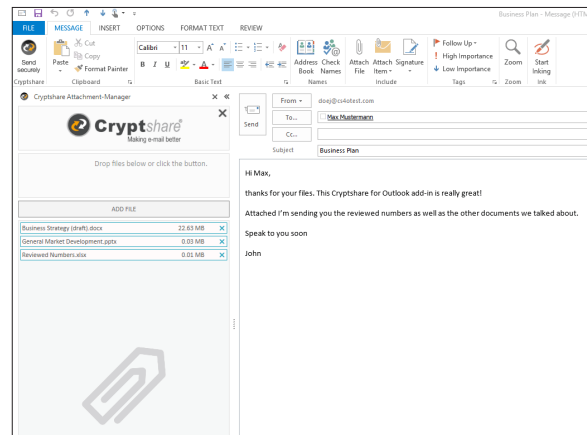 Business Plan - Message (HTM
FILE MESSAGE INSERT OPTIONS FORMAT TEXT REVIEW
Send securely
Paste
Cut
Copy
Format Painter
Calibri 11 A A
B I U A
Address Book
Check Names
Attach File
Attach Item
Signature
Follow Up
High Importance
Low Importance
Zoom
Start Inking
Cryptshare Clipboard Basic Text Names Include Tags Zoom Ink
Cryptshare Attachment-Manager
Cryptshare
Making e-mail better
Drop files below or click the button.
ADD FILE
Business Strategy (draft).docx 22.63 MB
General Market Development.pptx 0.03 MB
Reviewed Numbers.xlsx 0.01 MB
Send
From doej@cs4otest.com
To... Max Mustermann
Cc...
Subject Business Plan
Hi Max,
thanks for your files. This Cryptshare for Outlook add-in is really great!
Attached I'm sending you the reviewed numbers as well as the other documents we talked about.
Speak to you soon
John